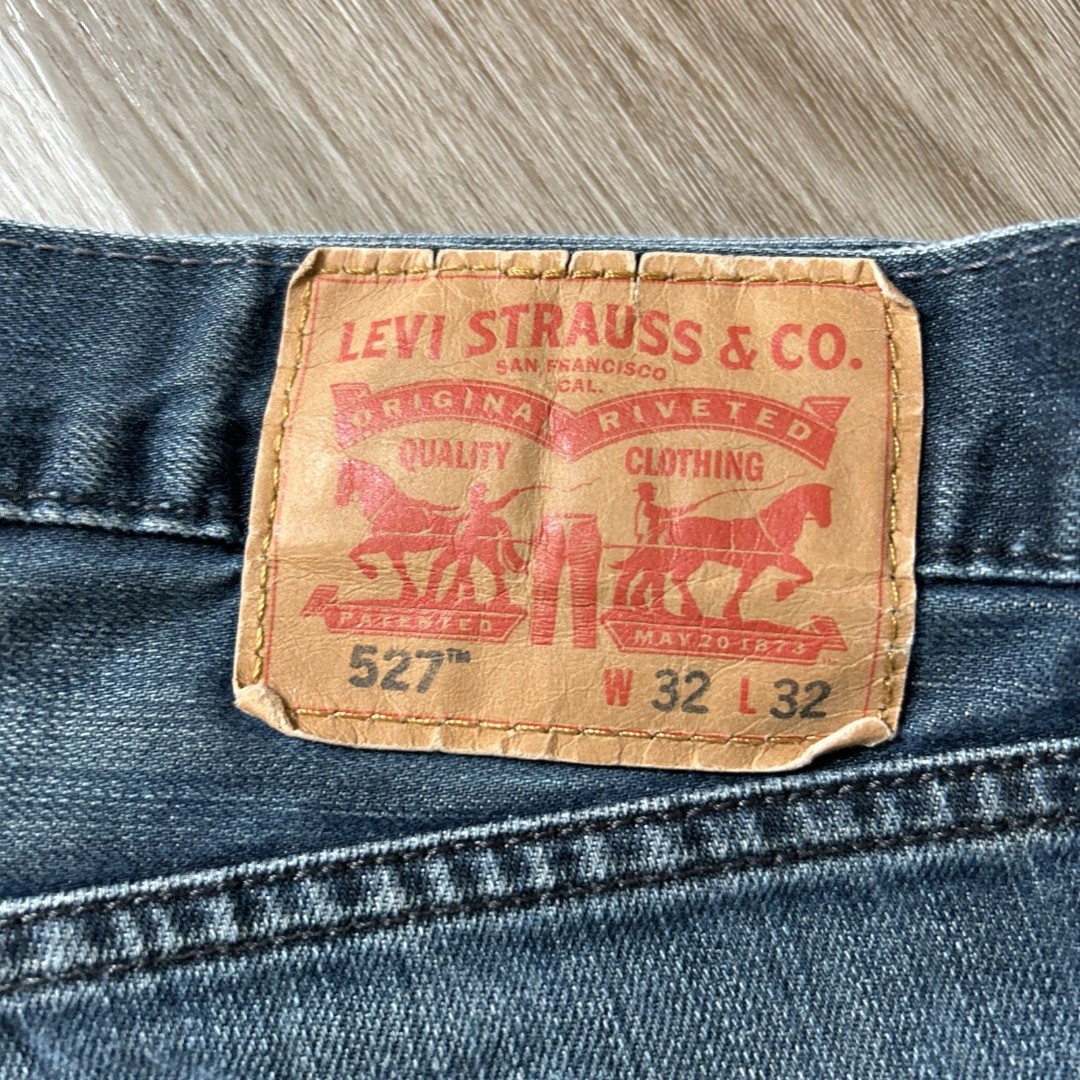 LEVI STRAUSS & CO.
SAN FRANCISCO
CAL.
ORIGINAL RIVETED
QUALITY CLOTHING
PATENTED MAY 20 1873
527™ W 32 L 32